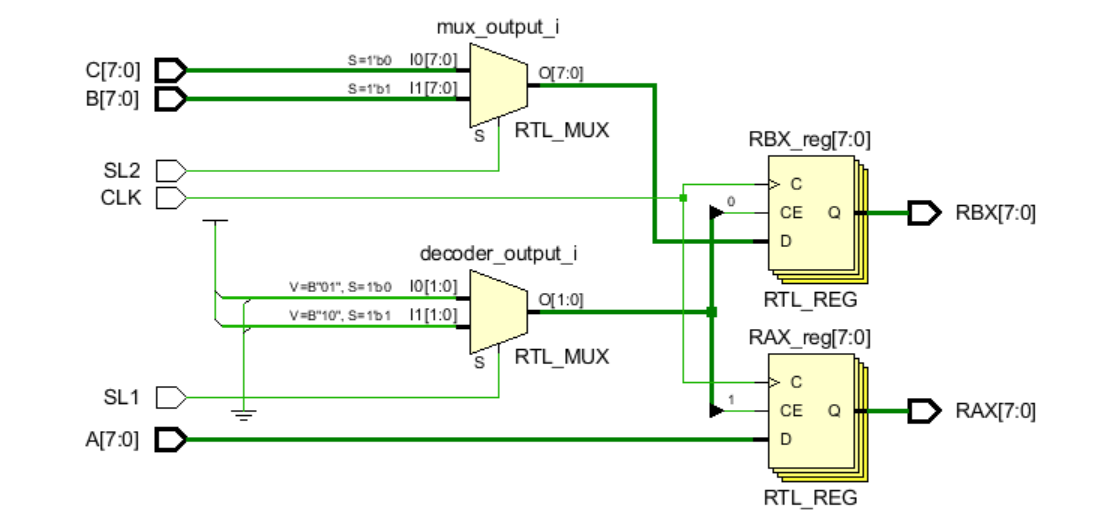 mux_output_i
C[7:0] S=1'b0 I0[7:0] O[7:0]
B[7:0] S=1'b1 I1[7:0]
S RTL_MUX
SL2
CLK
RBX_reg[7:0]
C
0 CE Q RBX[7:0]
D
RTL_REG
decoder_output_i
V=B"01", S=1'b0 I0[1:0] O[1:0]
V=B"10", S=1'b1 I1[1:0]
S RTL_MUX
SL1
RAX_reg[7:0]
C
1 CE Q RAX[7:0]
A[7:0] D
RTL_REG